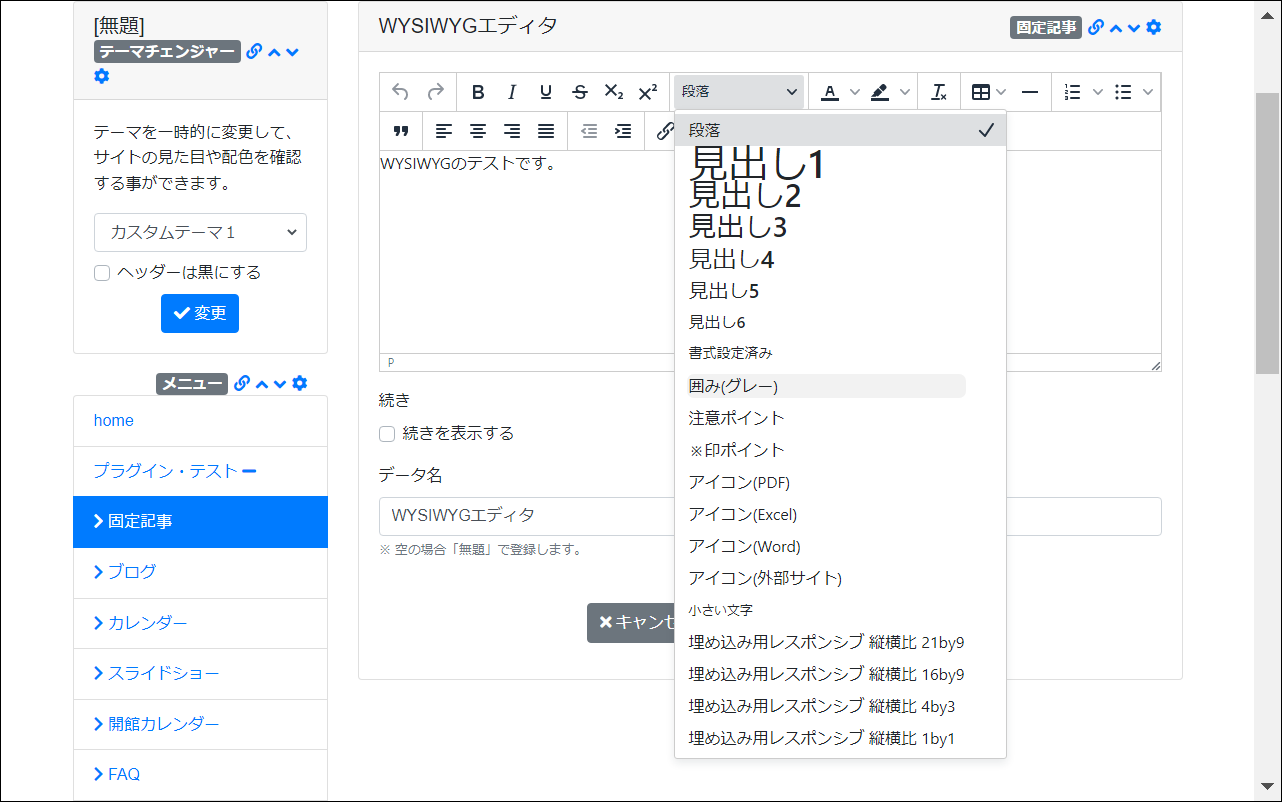 [無題]
テーマチェンジャー
テーマを一時的に変更して、
サイトの見た目や配色を確認
する事ができます。
カスタムテーマ１
ヘッダーは黒にする
変更
メニュー
home
プラグイン・テスト
固定記事
ブログ
カレンダー
スライドショー
開館カレンダー
FAQ
WYSIWYGエディタ
固定記事
B I U S X₂ X² 段落 A
WYSIWYGのテストです。
P
段落
見出し1
見出し2
見出し3
見出し4
見出し5
見出し6
書式設定済み
囲み(グレー)
注意ポイント
※印ポイント
アイコン(PDF)
アイコン(Excel)
アイコン(Word)
アイコン(外部サイト)
小さい文字
埋め込み用レスポンシブ 縦横比 21by9
埋め込み用レスポンシブ 縦横比 16by9
埋め込み用レスポンシブ 縦横比 4by3
埋め込み用レスポンシブ 縦横比 1by1
続き
続きを表示する
データ名
WYSIWYGエディタ
※ 空の場合「無題」で登録します。
キャンセ